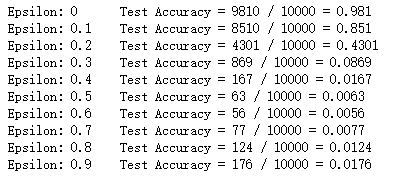 Epsilon: 0 Test Accuracy = 9810 / 10000 = 0.981
Epsilon: 0.1 Test Accuracy = 8510 / 10000 = 0.851
Epsilon: 0.2 Test Accuracy = 4301 / 10000 = 0.4301
Epsilon: 0.3 Test Accuracy = 869 / 10000 = 0.0869
Epsilon: 0.4 Test Accuracy = 167 / 10000 = 0.0167
Epsilon: 0.5 Test Accuracy = 63 / 10000 = 0.0063
Epsilon: 0.6 Test Accuracy = 56 / 10000 = 0.0056
Epsilon: 0.7 Test Accuracy = 77 / 10000 = 0.0077
Epsilon: 0.8 Test Accuracy = 124 / 10000 = 0.0124
Epsilon: 0.9 Test Accuracy = 176 / 10000 = 0.0176